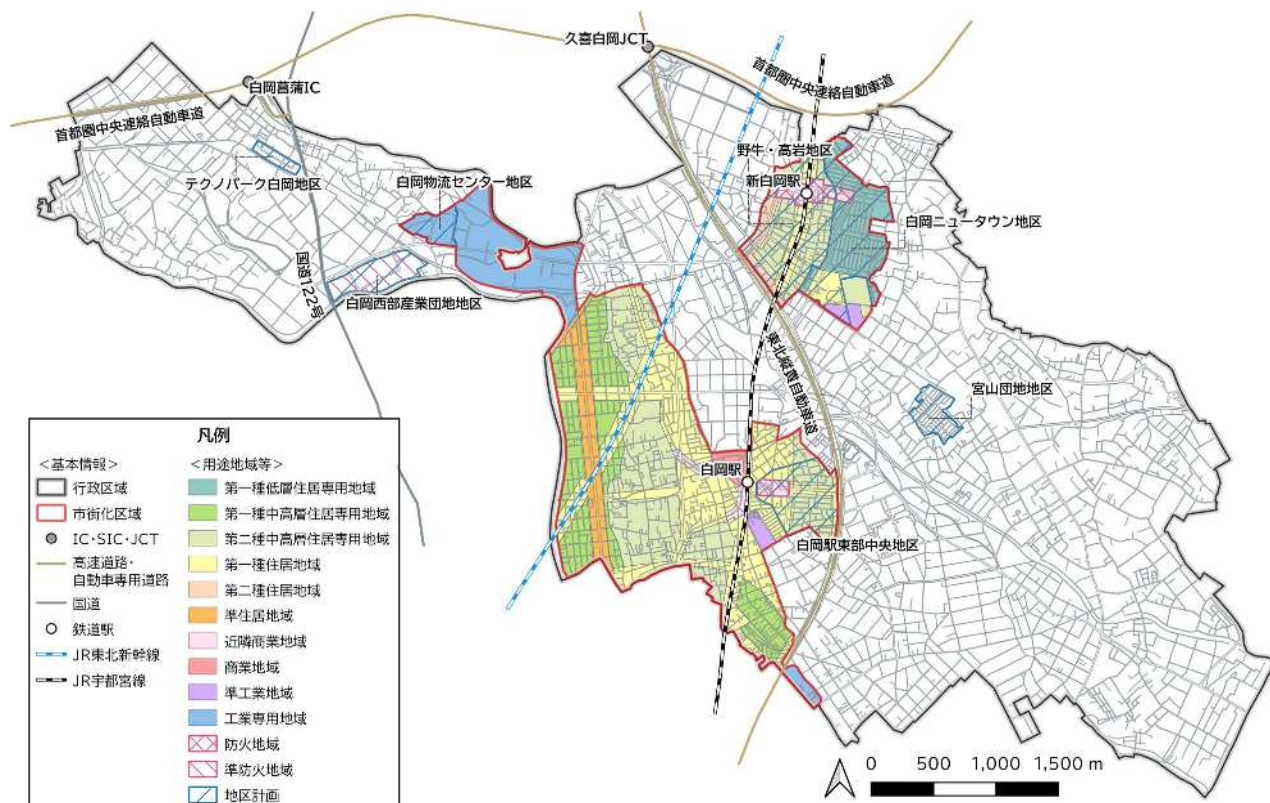 久喜白岡JCT
首都圏中央連絡自動車道
白岡菖蒲IC
首都圏中央連絡自動車道
野牛・高岩地区
新白岡駅
テクノパーク白岡地区
白岡物流センター地区
白岡ニュータウン地区
国道122号
白岡西部産業団地地区
東北縦貫自動車道
宮山団地地区
白岡駅
白岡駅東部中央地区
凡例
<基本情報>
行政区域
市街化区域
IC・SIC・JCT
高速道路・
自動車専用道路
国道
鉄道駅
JR東北新幹線
JR宇都宮線
<用途地域等>
第一種低層住居専用地域
第一種中高層住居専用地域
第二種中高層住居専用地域
第一種住居地域
第二種住居地域
準住居地域
近隣商業地域
商業地域
準工業地域
工業専用地域
防火地域
準防火地域
地区計画
0 500 1,000 1,500 m